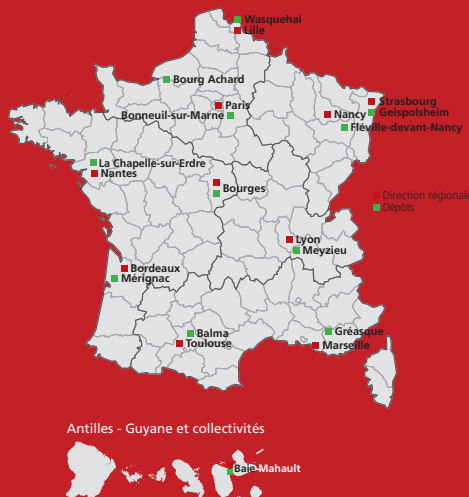 Wasquehal
Lille
Bourg Achard
Paris
Bonneuil-sur-Marne
Strasbourg
Nancy
Geispolsheim
Fléville-devant-Nancy
La Chapelle-sur-Erdre
Nantes
Bourges
Direction régionale
Dépôts
Lyon
Meyzieu
Bordeaux
Mérignac
Balma
Toulouse
Gréasque
Marseille
Antilles - Guyane et collectivités
Baie-Mahault